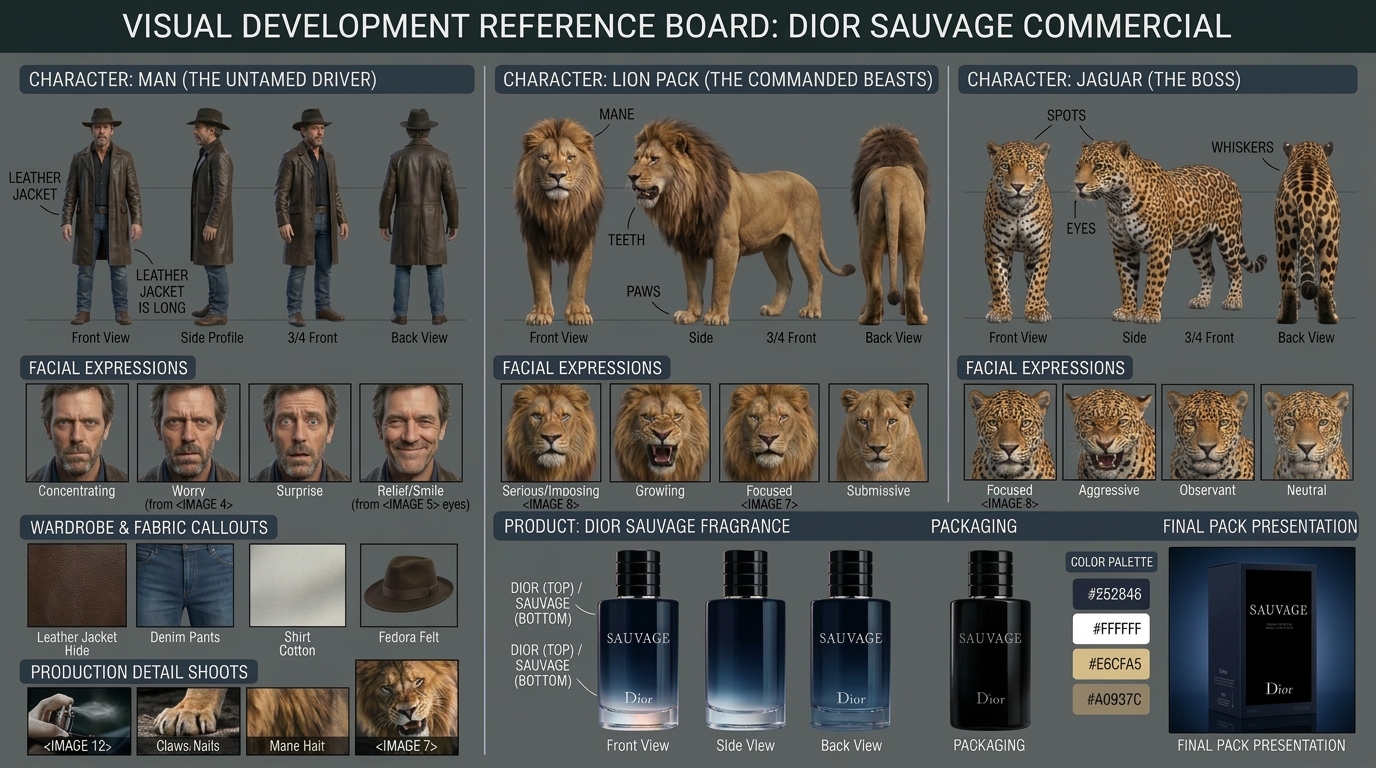 VISUAL DEVELOPMENT REFERENCE BOARD: DIOR SAUVAGE COMMERCIAL
CHARACTER: MAN (THE UNTAMED DRIVER)
LEATHER
JACKET
LEATHER
JACKET
IS LONG
Front View
Side Profile
3/4 Front
Back View
FACIAL EXPRESSIONS
Concentrating
Worry
(from <IMAGE 4>)
Surprise
Relief/Smile
(from <IMAGE 5> eyes)
WARDROBE & FABRIC CALLOUTS
Leather Jacket
Hide
Denim Pants
Shirt
Cotton
Fedora Felt
PRODUCTION DETAIL SHOOTS
<IMAGE 12>
Claws, Nails
Mane Hait
<IMAGE 7>
CHARACTER: LION PACK (THE COMMANDED BEASTS)
MANE
TEETH
PAWS
Front View
Side
3/4 Front
Back View
FACIAL EXPRESSIONS
Serious/Imposing
<IMAGE 8>
Growling
Focused
<IMAGE 7>
Submissive
CHARACTER: JAGUAR (THE BOSS)
SPOTS
WHISKERS
EYES
Front View
Side
3/4 Front
Back View
FACIAL EXPRESSIONS
Focused
<IMAGE 8>
Aggressive
Observant
Neutral
PRODUCT: DIOR SAUVAGE FRAGRANCE
DIOR (TOP) /
SAUVAGE
(BOTTOM)
DIOR (TOP) /
SAUVAGE
(BOTTOM)
SAUVAGE
Dior
Front View
SAUVAGE
Side View
SAUVAGE
Dior
Back View
PACKAGING
SAUVAGE
Dior
PACKAGING
COLOR PALETTE
#252846
#FFFFFF
#E6CFA5
#A0937C
FINAL PACK PRESENTATION
SAUVAGE
Dior
FINAL PACK PRESENTATION